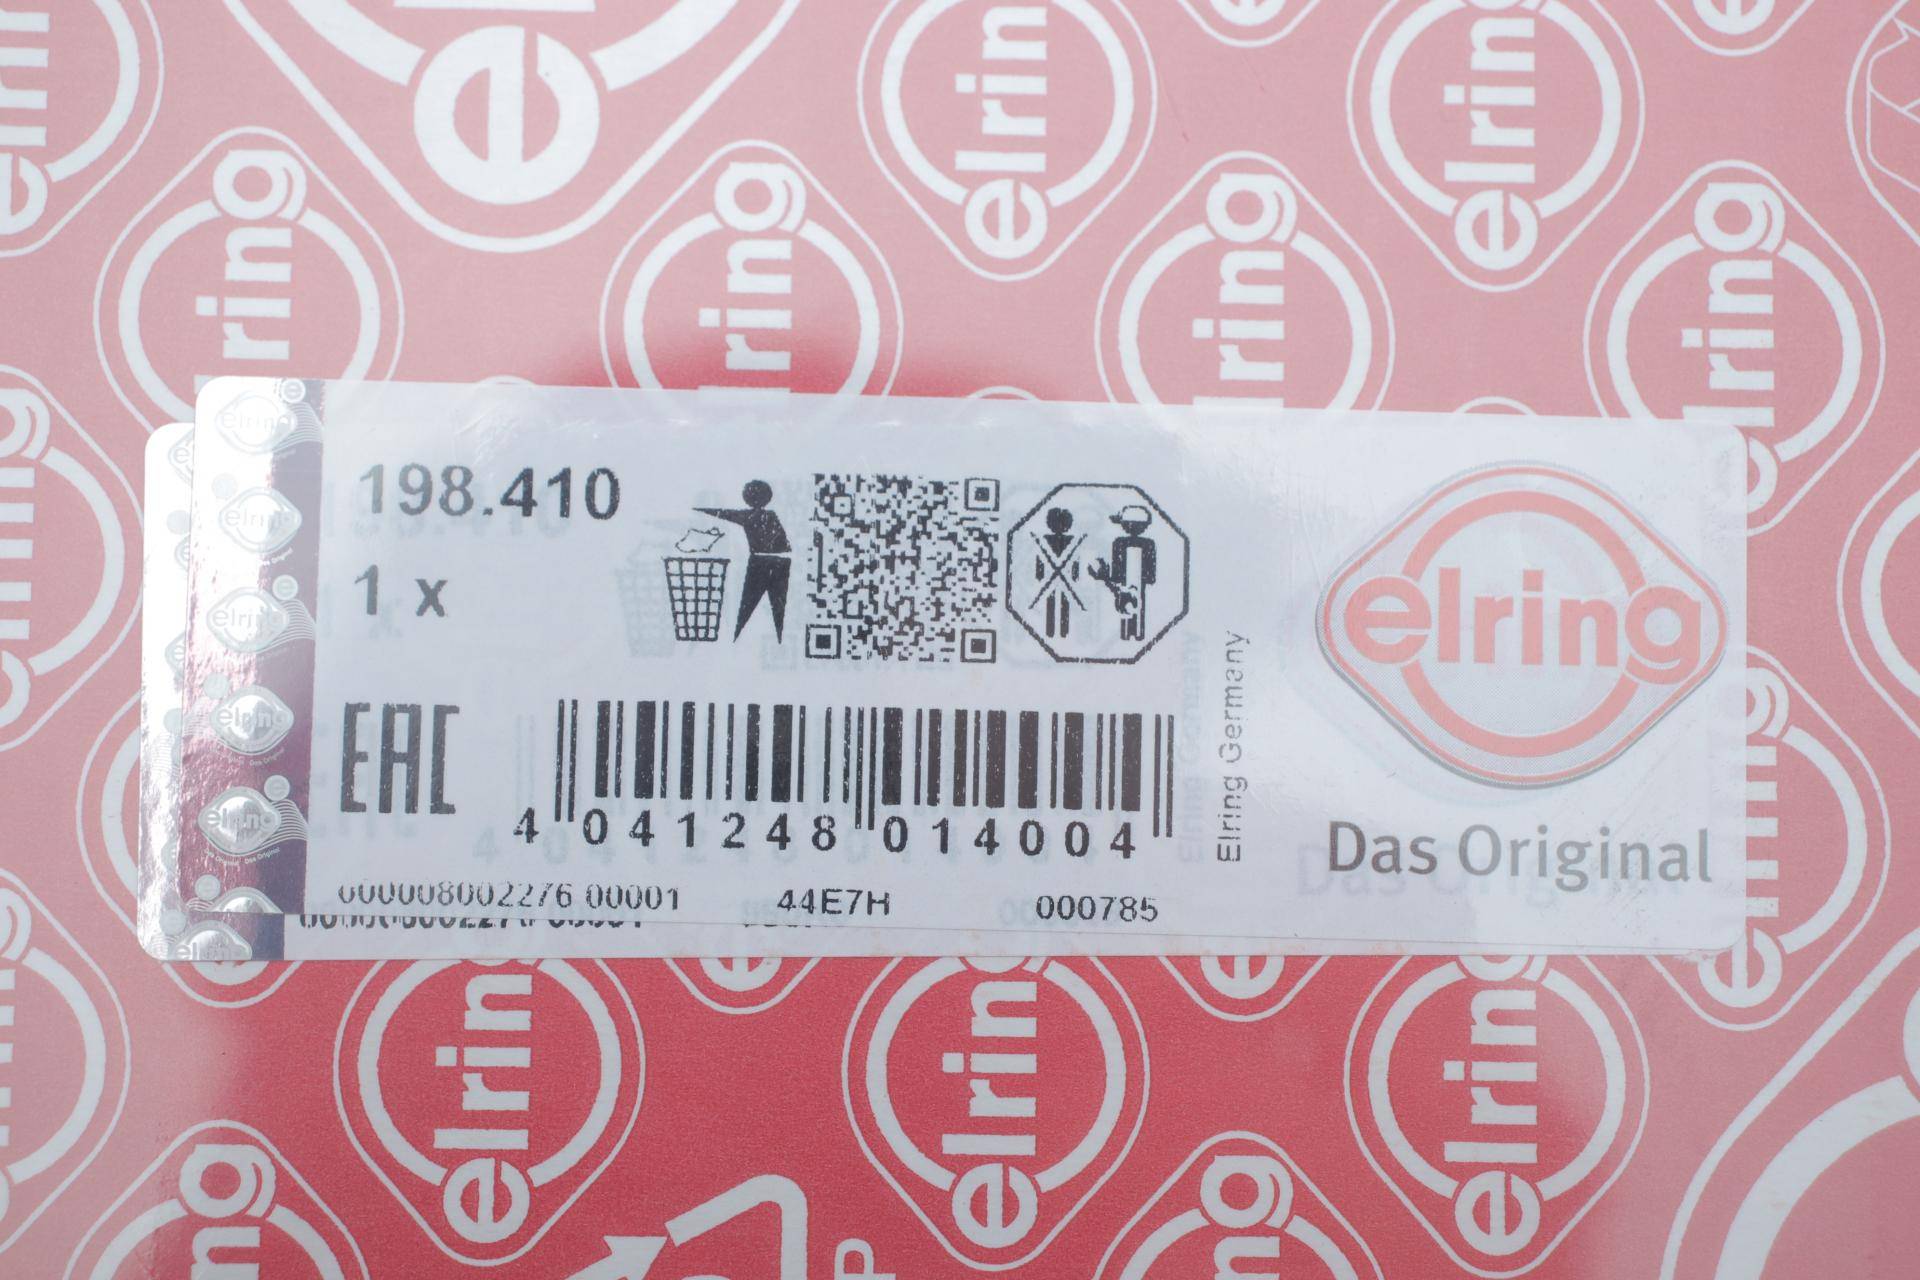 198.410
1 x
EAC
4 041248 014004
000008002276 00001 44E7H 000785
Elring Germany
elring
Das Original